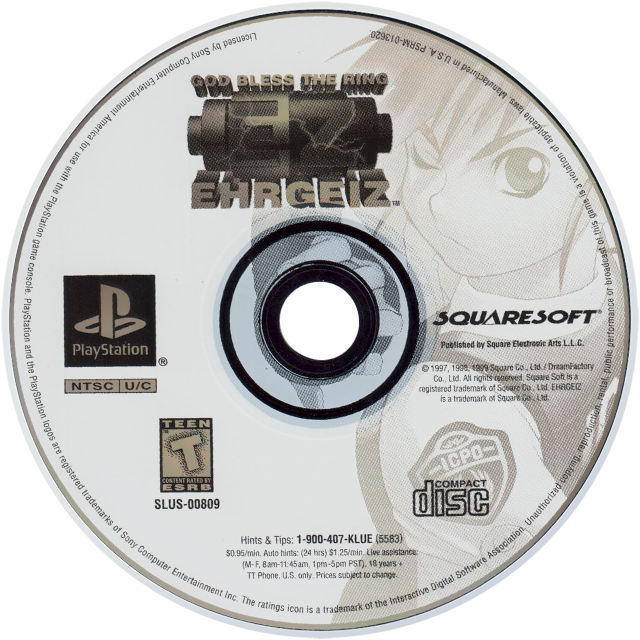 Licensed by Sony Computer Entertainment America for use with the PlayStation game console. PlayStation and the PlayStation logos are registered trademarks of Sony Computer Entertainment Inc. The ratings icon is a trademark of the Interactive Digital Software Association. Unauthorized copying, reproduction, rental, public performance or broadcast of this game is a violation of applicable laws. Manufactured in U.S.A. PSRM-013620
GOD BLESS THE RING
EZ
EHRGEIZ™
PlayStation®
NTSC U/C
SQUARESOFT®
Published by Square Electronic Arts L.L.C.
© 1997, 1998, 1999 Square Co., Ltd. / DreamFactory
Co., Ltd. All rights reserved. Square Soft is a
registered trademark of Square Co., Ltd. EHRGEIZ
is a trademark of Square Co., Ltd.
TEEN
T
CONTENT RATED BY
ESRB
SLUS-00809
ICPO
COMPACT
disc
Hints & Tips: 1-900-407-KLUE (5583)
$0.95/min. Auto hints: (24 hrs) $1.25/min. Live assistance:
(M- F, 8am-11:45am, 1pm-5pm PST). 18 years +
TT Phone. U.S. only. Prices subject to change.